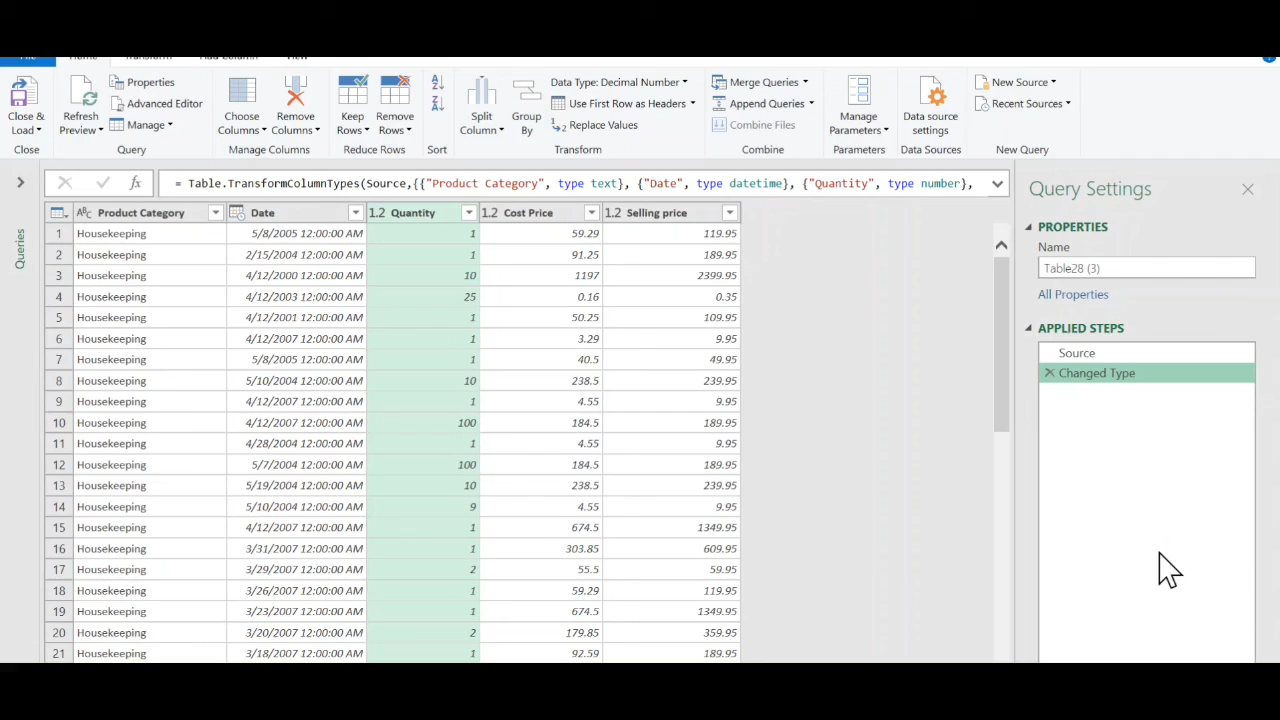 File Home Transform Add Column View
Close & Load
Refresh Preview
Properties
Advanced Editor
Manage
Choose Columns
Remove Columns
Keep Rows
Remove Rows
Split Column
Group By
Data Type: Decimal Number
Use First Row as Headers
Replace Values
Merge Queries
Append Queries
Combine Files
Manage Parameters
Data source settings
New Source
Recent Sources
Close Query Manage Columns Reduce Rows Sort Transform Combine Parameters Data Sources New Query
Queries
fx = Table.TransformColumnTypes(Source,{{"Product Category", type text}, {"Date", type datetime}, {"Quantity", type number},
ABC Product Category Date 1.2 Quantity 1.2 Cost Price 1.2 Selling price
1 Housekeeping 5/8/2005 12:00:00 AM 1 59.29 119.95
2 Housekeeping 2/15/2004 12:00:00 AM 1 91.25 189.95
3 Housekeeping 4/12/2000 12:00:00 AM 10 1197 2399.95
4 Housekeeping 4/12/2003 12:00:00 AM 25 0.16 0.35
5 Housekeeping 4/12/2001 12:00:00 AM 1 50.25 109.95
6 Housekeeping 4/12/2007 12:00:00 AM 1 3.29 9.95
7 Housekeeping 5/8/2005 12:00:00 AM 1 40.5 49.95
8 Housekeeping 5/10/2004 12:00:00 AM 10 238.5 239.95
9 Housekeeping 4/12/2007 12:00:00 AM 1 4.55 9.95
10 Housekeeping 4/12/2007 12:00:00 AM 100 184.5 189.95
11 Housekeeping 4/28/2004 12:00:00 AM 1 4.55 9.95
12 Housekeeping 5/7/2004 12:00:00 AM 100 184.5 189.95
13 Housekeeping 5/19/2004 12:00:00 AM 10 238.5 239.95
14 Housekeeping 5/10/2004 12:00:00 AM 9 4.55 9.95
15 Housekeeping 4/12/2007 12:00:00 AM 1 674.5 1349.95
16 Housekeeping 3/31/2007 12:00:00 AM 1 303.85 609.95
17 Housekeeping 3/29/2007 12:00:00 AM 2 55.5 59.95
18 Housekeeping 3/26/2007 12:00:00 AM 1 59.29 119.95
19 Housekeeping 3/23/2007 12:00:00 AM 1 674.5 1349.95
20 Housekeeping 3/20/2007 12:00:00 AM 2 179.85 359.95
21 Housekeeping 3/18/2007 12:00:00 AM 1 92.59 189.95
Query Settings
PROPERTIES
Name
Table28 (3)
All Properties
APPLIED STEPS
Source
Changed Type